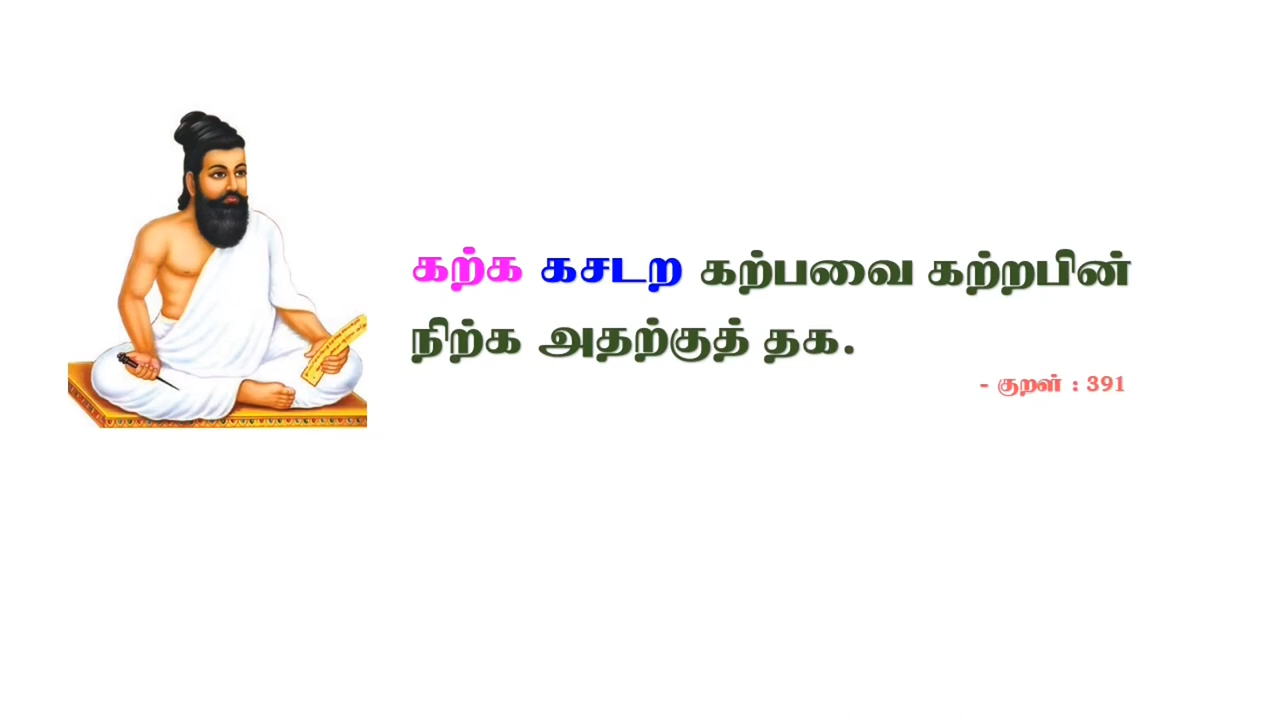 கற்க கசடற கற்பவை கற்றபின்
நிற்க அதற்குத் தக.
- குறள் : 391